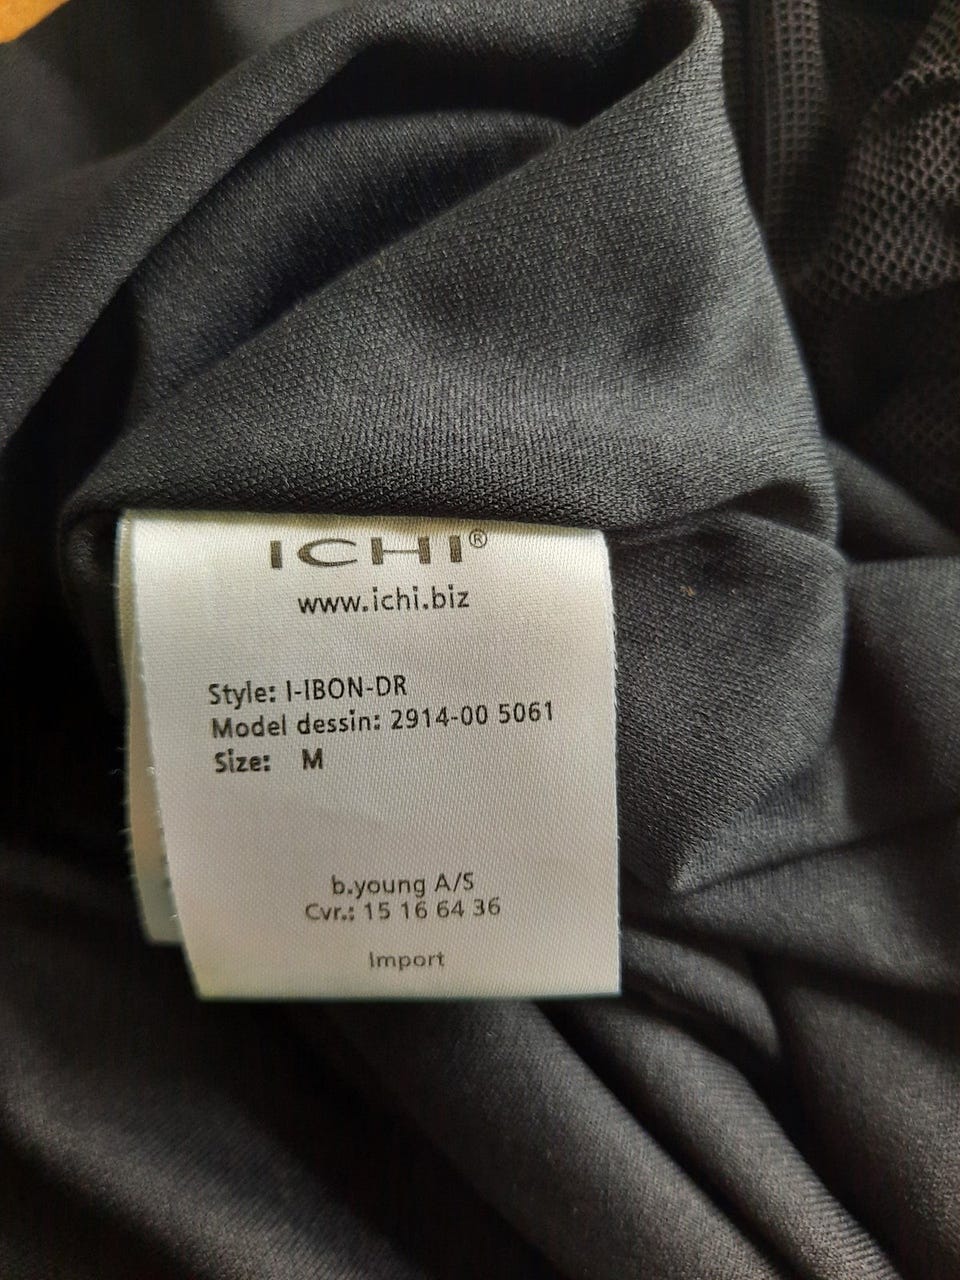 ICHI®
www.ichi.biz
Style: I-IBON-DR
Model dessin: 2914-00 5061
Size: M
b.young A/S
Cvr.: 15 16 64 36
Import